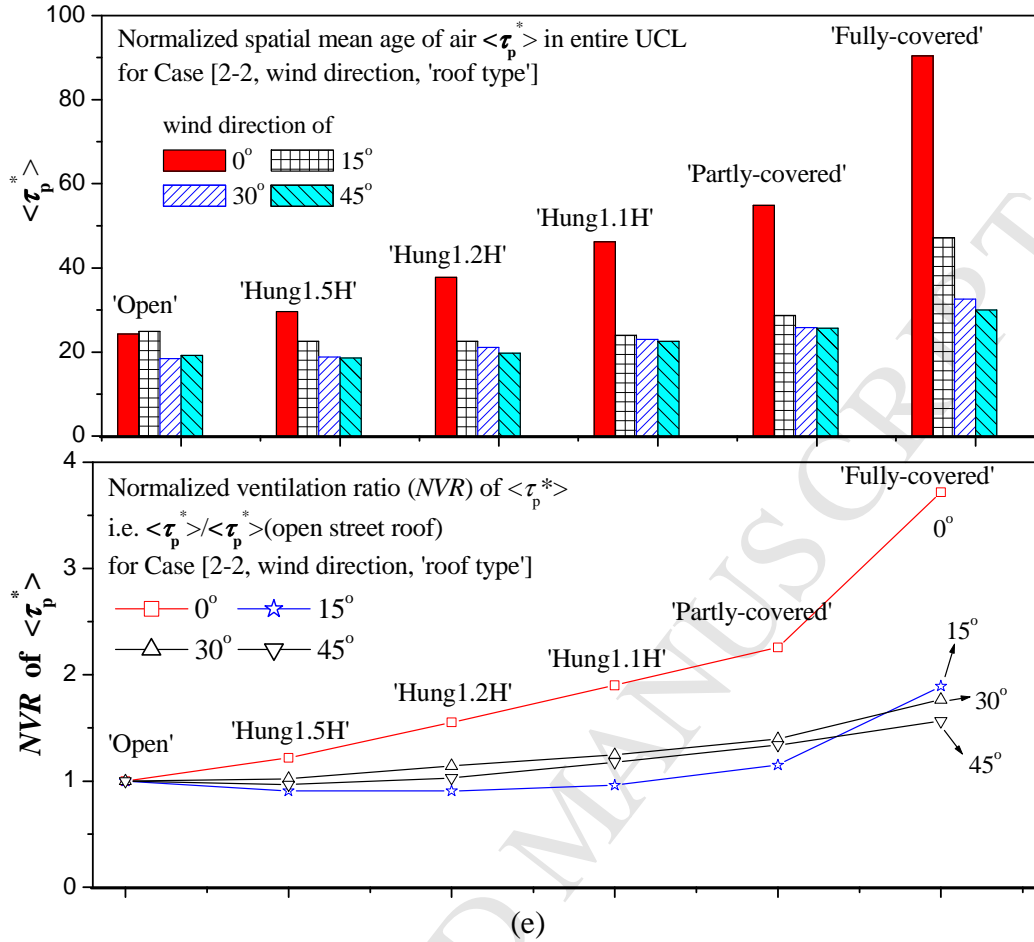 100
80
60
40
20
0
<τp*>
Normalized spatial mean age of air <τp*> in entire UCL
for Case [2-2, wind direction, 'roof type']
wind direction of
0° 15°
30° 45°
'Open'
'Hung1.5H'
'Hung1.2H'
'Hung1.1H'
'Partly-covered'
'Fully-covered'
4
3
2
1
0
NVR of <τp*>
Normalized ventilation ratio (NVR) of <τp*>
i.e. <τp*>/<τp*>(open street roof)
for Case [2-2, wind direction, 'roof type']
0° 15°
30° 45°
'Open'
'Hung1.5H'
'Hung1.2H'
'Hung1.1H'
'Partly-covered'
'Fully-covered'
0°
15°
30°
45°
(e)
D MANUSCRIPT